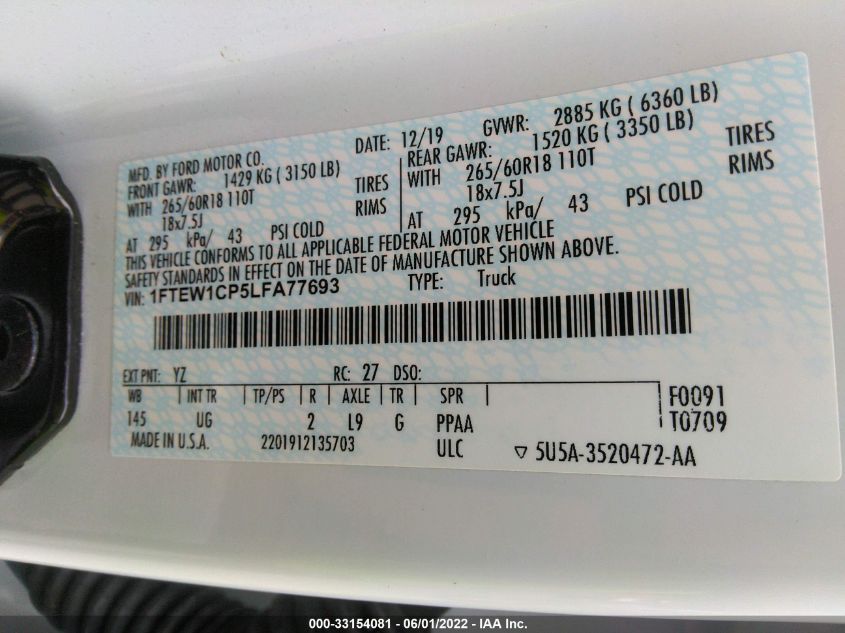 MFD. BY FORD MOTOR CO. DATE: 12/19 GVWR: 2885 KG ( 6360 LB)
FRONT GAWR: 1429 KG ( 3150 LB) REAR GAWR: 1520 KG ( 3350 LB)
WITH 265/60R18 110T TIRES WITH 265/60R18 110T TIRES
18x7.5J RIMS 18x7.5J RIMS
AT 295 kPa/ 43 PSI COLD AT 295 kPa/ 43 PSI COLD
THIS VEHICLE CONFORMS TO ALL APPLICABLE FEDERAL MOTOR VEHICLE
SAFETY STANDARDS IN EFFECT ON THE DATE OF MANUFACTURE SHOWN ABOVE.
VIN: 1FTEW1CP5LFA77693 TYPE: Truck
EXT PNT: YZ RC: 27 DSO:
WB INT TR TP/PS R AXLE TR SPR F0091
145 UG 2 L9 G PPAA T0709
MADE IN U.S.A. 2201912135703 ULC ▽ 5U5A-3520472-AA
000-33154081 - 06/01/2022 - IAA Inc.